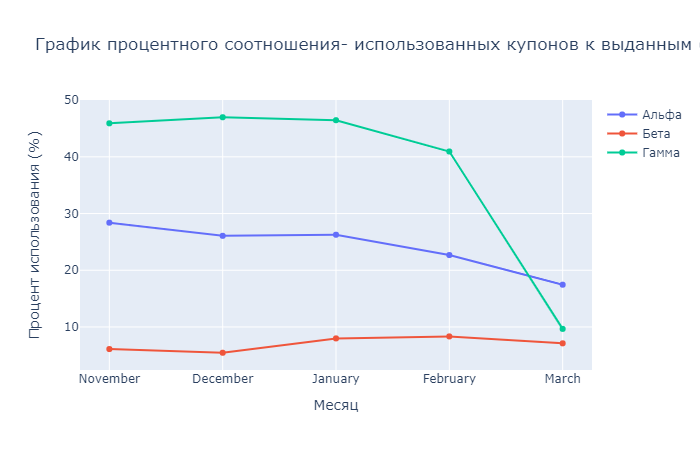 График процентного соотношения- использованных купонов к выданным
50
40
30
20
10
Процент использования (%)
November
December
January
February
March
Месяц
Альфа
Бета
Гамма